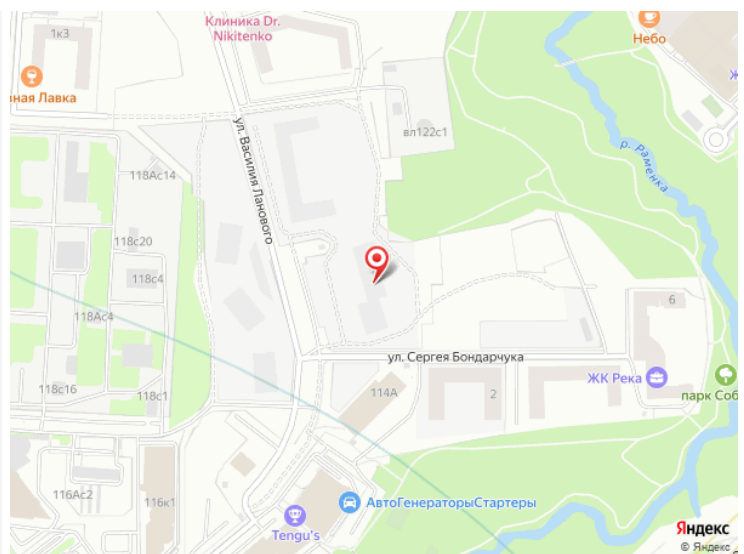 Клиника Dr.
Nikitenko
1к3
Небо
вная Лавка
вл122с1
р. Раменка
ул. Василия Ланового
118Ас14
118с20
118с4
118Ас4
6
ул. Сергея Бондарчука
ЖК Река
118с16
118с1
114А
2
парк Соб
116Ас2
116к1
АвтоГенераторыСтартеры
Tengu's
Яндекс
© Яндекс